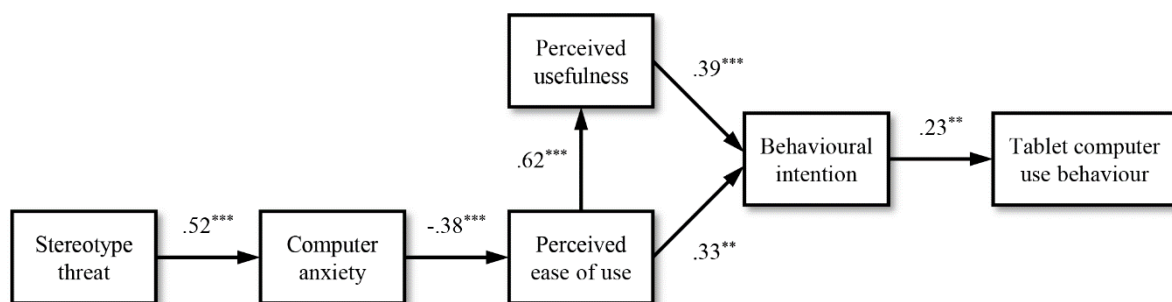 Perceived
usefulness
.39***
.62***
Behavioural
intention
.23**
Tablet computer
use behaviour
Stereotype
threat
.52***
Computer
anxiety
-.38***
Perceived
ease of use
.33**